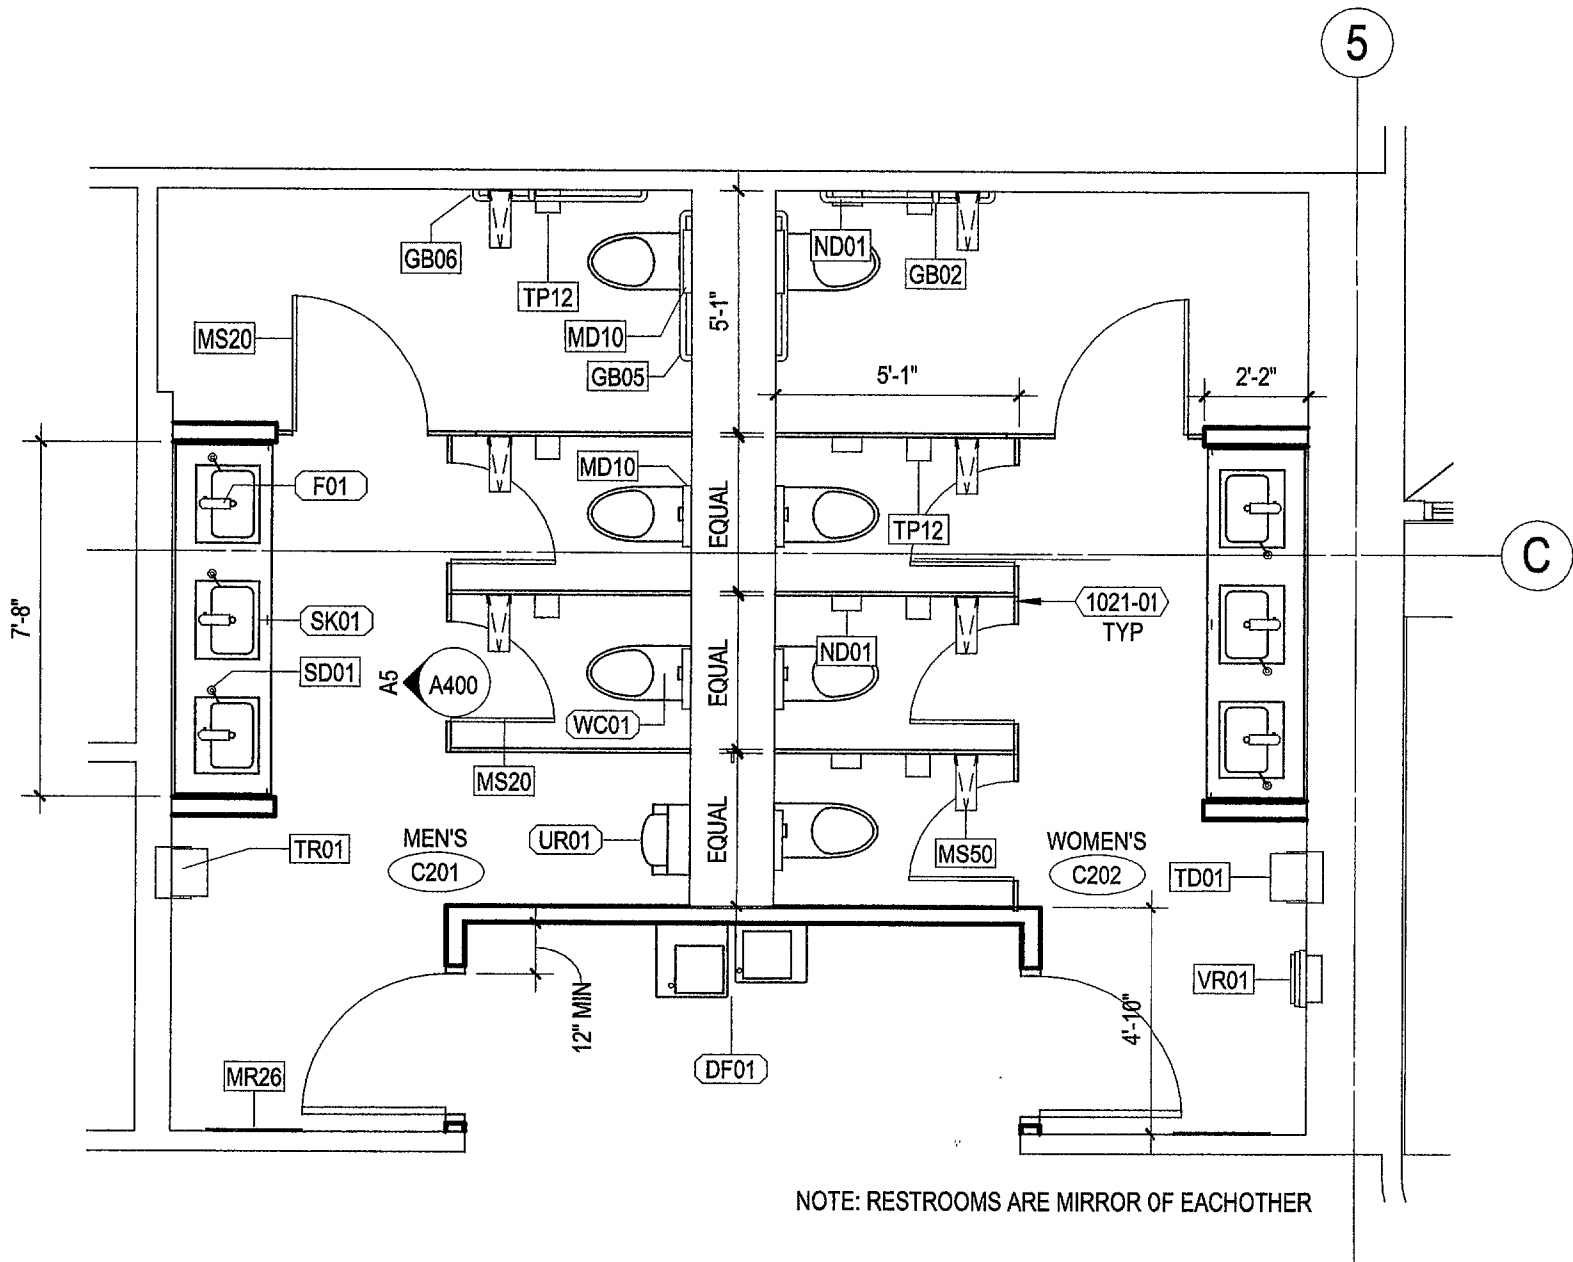 5
GB06
TP12
ND01
GB02
MD10
5'-1"
MS20
GB05
5'-1"
2'-2"
F01
MD10
EQUAL
TP12
C
7'-8"
SK01
1021-01
TYP
SD01
A5
A400
ND01
EQUAL
WC01
MS20
MEN'S
C201
TR01
UR01
EQUAL
MS50
WOMEN'S
C202
TD01
12" MIN
VR01
4'-10"
DF01
MR26
NOTE: RESTROOMS ARE MIRROR OF EACHOTHER